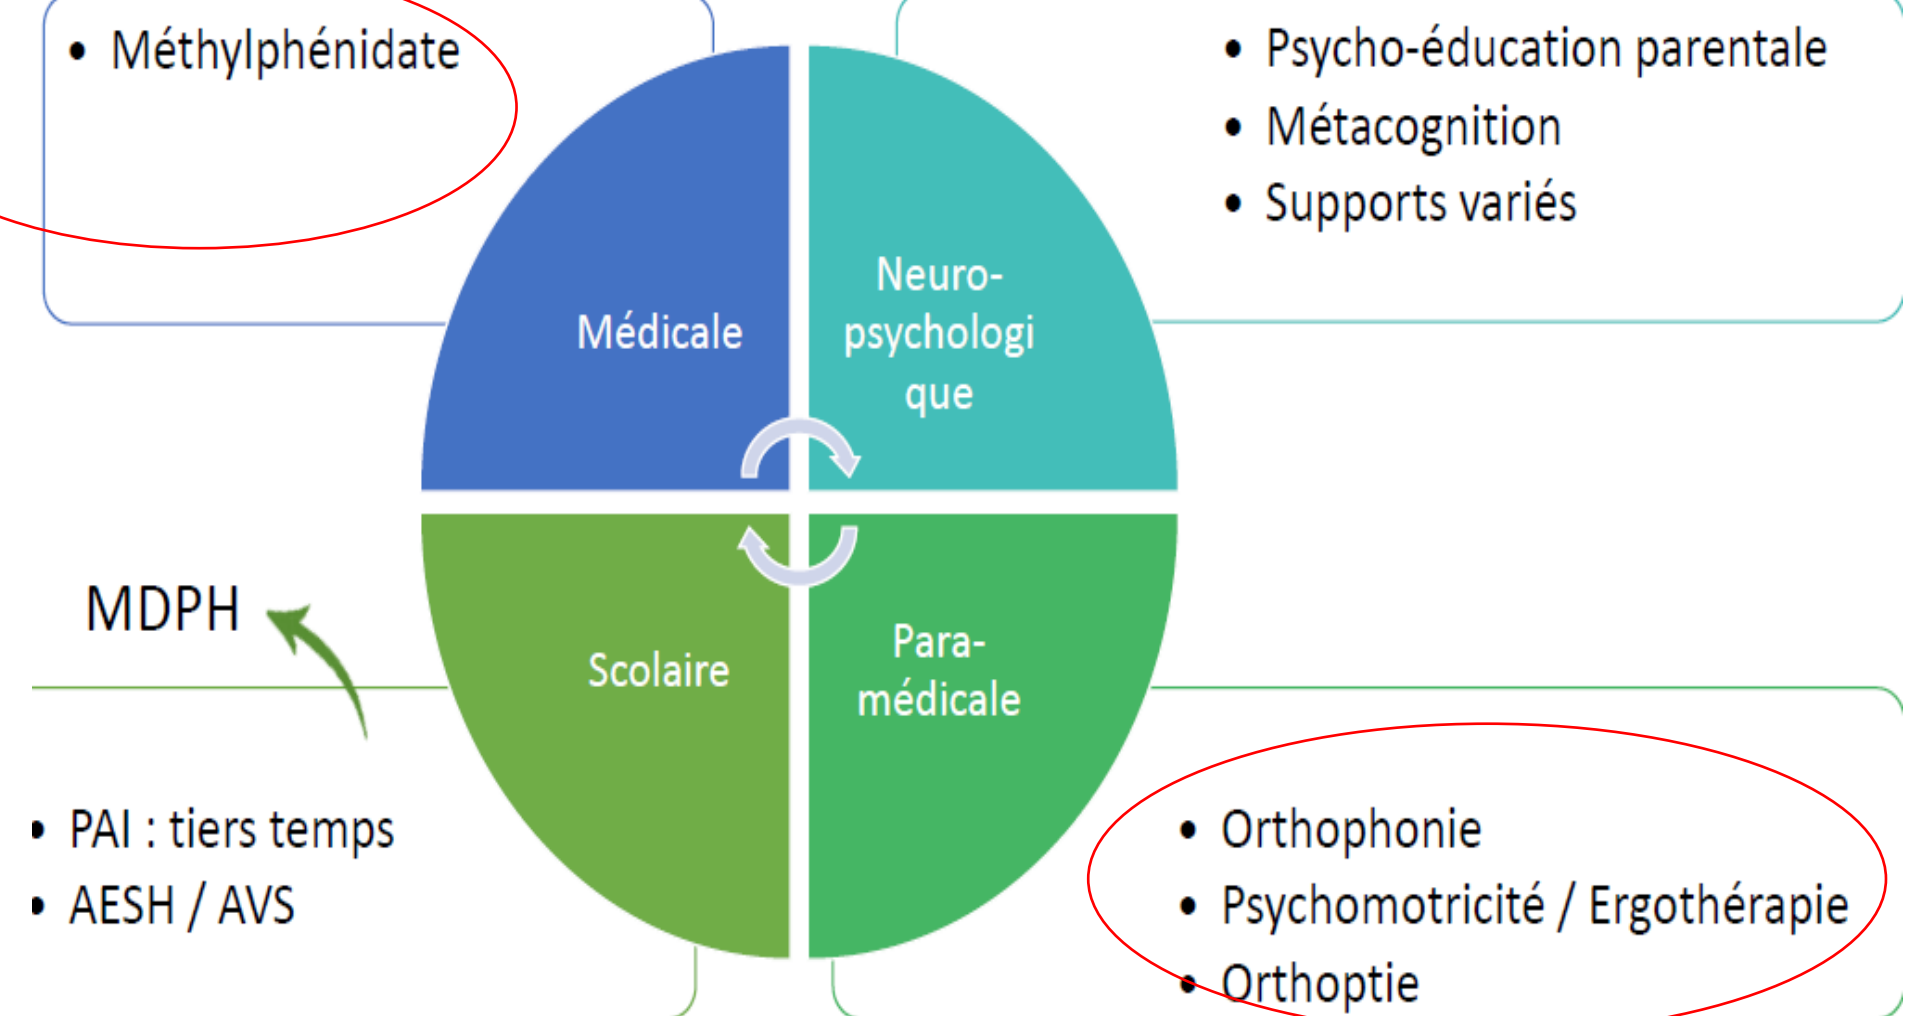 • Méthylphénidate
• Psycho-éducation parentale
• Métacognition
• Supports variés
Médicale
Neuro-
psychologi
que
MDPH
Scolaire
Para-
médicale
• PAI : tiers temps
• AESH / AVS
• Orthophonie
• Psychomotricité / Ergothérapie
• Orthoptie